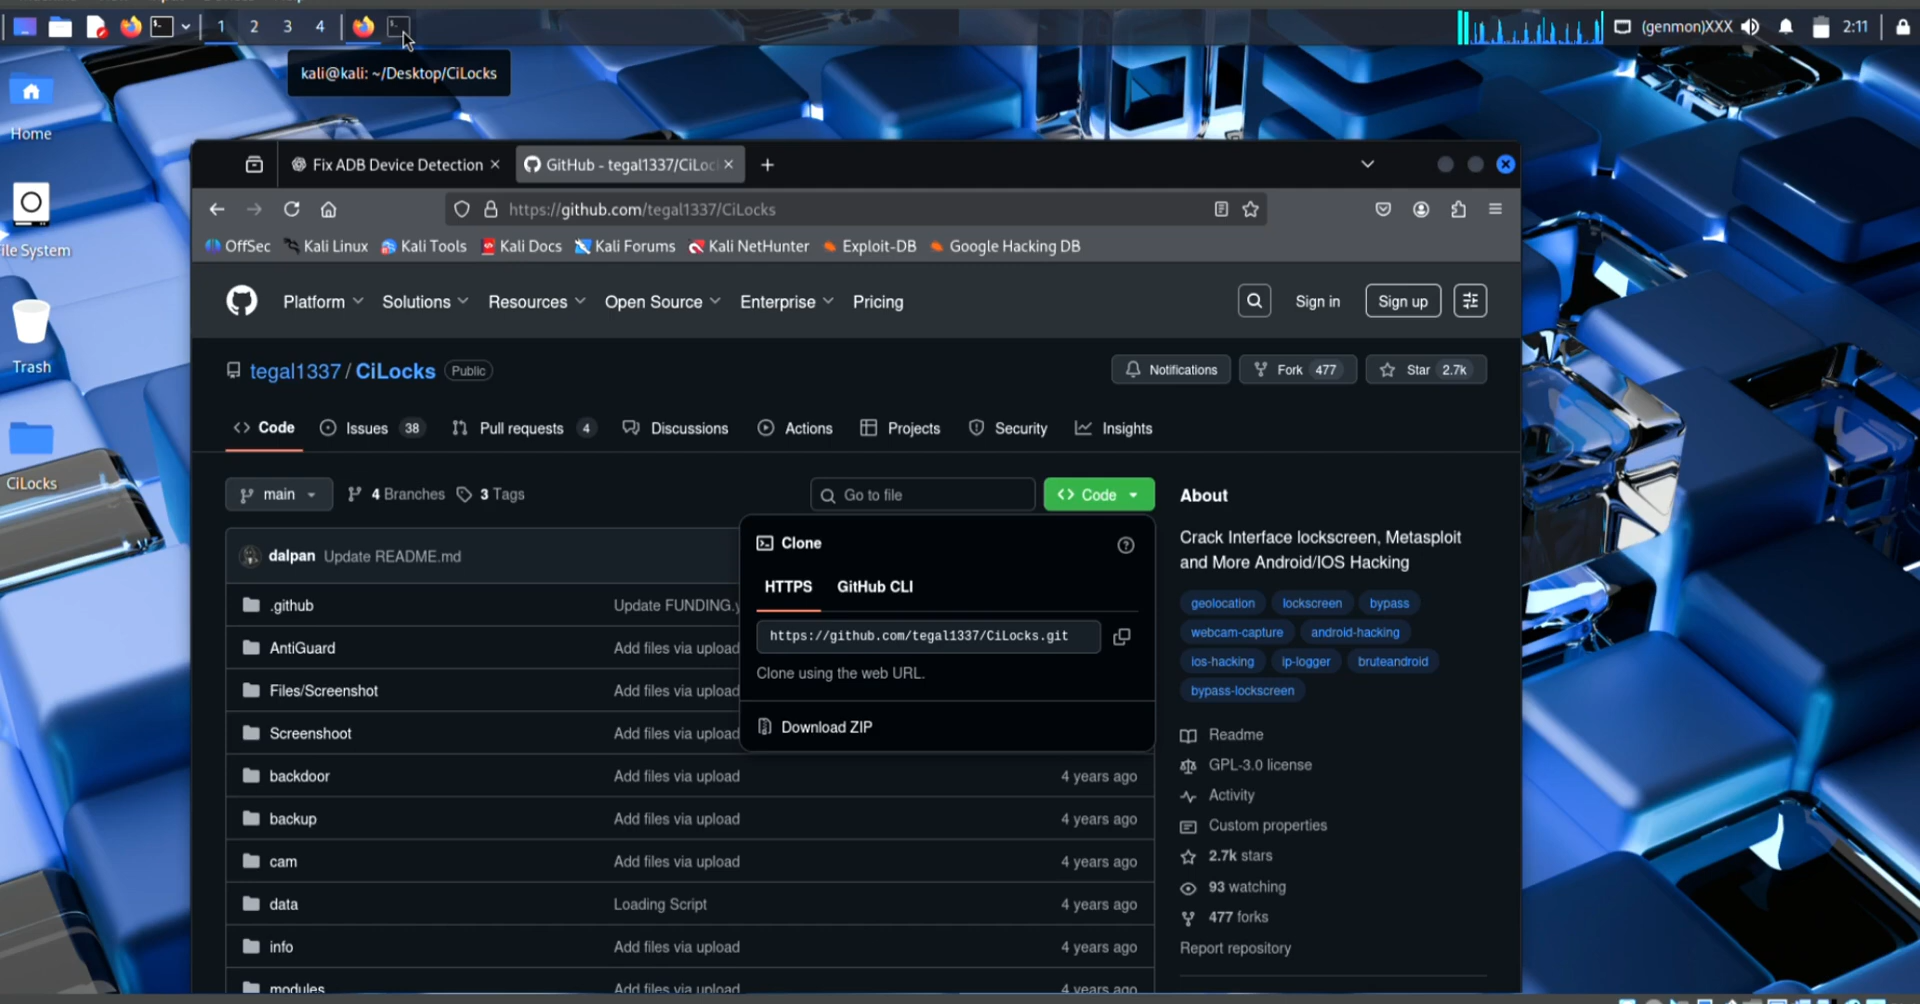 1 2 3 4
(genmon)XXX 2:11
kali@kali: ~/Desktop/CiLocks
Home
Fix ADB Device Detection
GitHub - tegal1337/CiLoc
https://github.com/tegal1337/CiLocks
OffSec Kali Linux Kali Tools Kali Docs Kali Forums Kali NetHunter Exploit-DB Google Hacking DB
ile System
Platform Solutions Resources Open Source Enterprise Pricing
Sign in Sign up
Trash
tegal1337 / CiLocks Public
Notifications Fork 477 Star 2.7k
Code Issues 38 Pull requests 4 Discussions Actions Projects Security Insights
CiLocks
main 4 Branches 3 Tags
Go to file Code
dalpan Update README.md
.github Update FUNDING.y
AntiGuard Add files via upload
Files/Screenshot Add files via upload
Screenshoot Add files via upload
backdoor Add files via upload 4 years ago
backup Add files via upload 4 years ago
cam Add files via upload 4 years ago
data Loading Script 4 years ago
info Add files via upload 4 years ago
modules Add files via upload 4 years ago
Clone
HTTPS GitHub CLI
https://github.com/tegal1337/CiLocks.git
Clone using the web URL.
Download ZIP
About
Crack Interface lockscreen, Metasploit
and More Android/IOS Hacking
geolocation lockscreen bypass
webcam-capture android-hacking
ios-hacking ip-logger bruteandroid
bypass-lockscreen
Readme
GPL-3.0 license
Activity
Custom properties
2.7k stars
93 watching
477 forks
Report repository